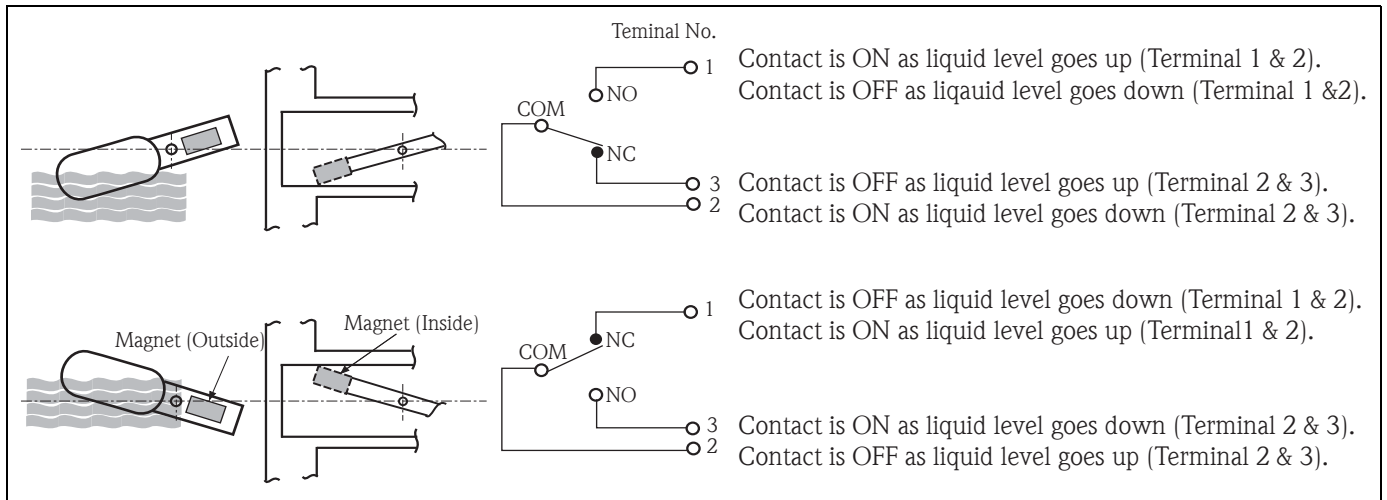 Teminal No.
1
NO
COM
NC
3
2
Contact is ON as liquid level goes up (Terminal 1 & 2).
Contact is OFF as liqauid level goes down (Terminal 1 &2).
Contact is OFF as liquid level goes up (Terminal 2 & 3).
Contact is ON as liquid level goes down (Terminal 2 & 3).
Magnet (Outside)
Magnet (Inside)
1
NC
COM
NO
3
2
Contact is OFF as liquid level goes down (Terminal 1 & 2).
Contact is ON as liquid level goes up (Terminal1 & 2).
Contact is ON as liquid level goes down (Terminal 2 & 3).
Contact is OFF as liquid level goes up (Terminal 2 & 3).